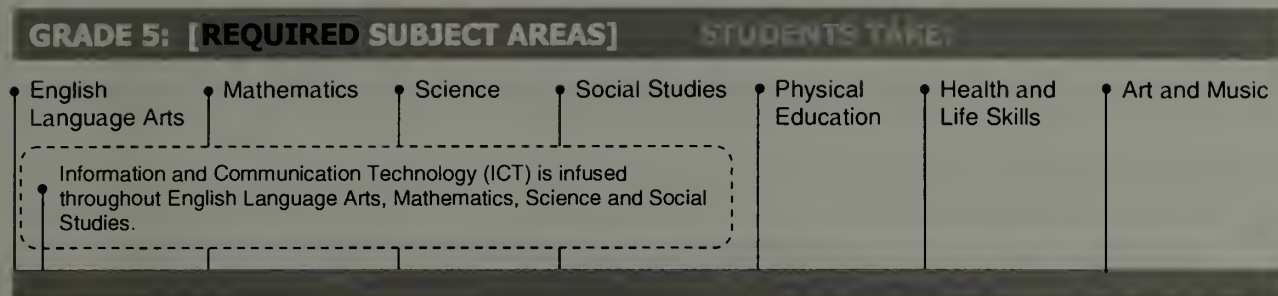 GRADE 5: [REQUIRED SUBJECT AREAS] STUDENTS TAKE:
English Language Arts
Mathematics
Science
Social Studies
Physical Education
Health and Life Skills
Art and Music
Information and Communication Technology (ICT) is infused
throughout English Language Arts, Mathematics, Science and Social
Studies.